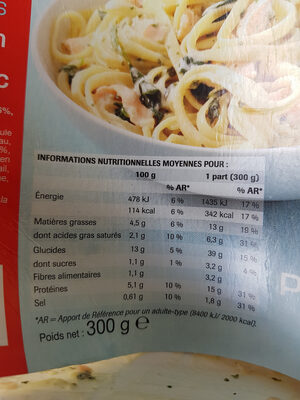 INFORMATIONS NUTRITIONNELLES MOYENNES POUR :
100 g 1 part (300 g)
% AR* % AR*
Énergie 478 kJ 6 % 1435 kJ 17 %
114 kcal 6 % 342 kcal 17 %
Matières grasses 4,5 g 6 % 13 g 19 %
dont acides gras saturés 2,1 g 10 % 6,3 g 31 %
Glucides 13 g 5 % 39 g 15 %
dont sucres 1,1 g 1 % 3,2 g 4 %
Fibres alimentaires 1,1 g 3,2 g
Protéines 5,1 g 10 % 15 g 31 %
Sel 0,61 g 10 % 1,8 g 31 %
*AR = Apport de Référence pour un adulte-type (8400 kJ/ 2000 kcal).
Poids net : 300 g e